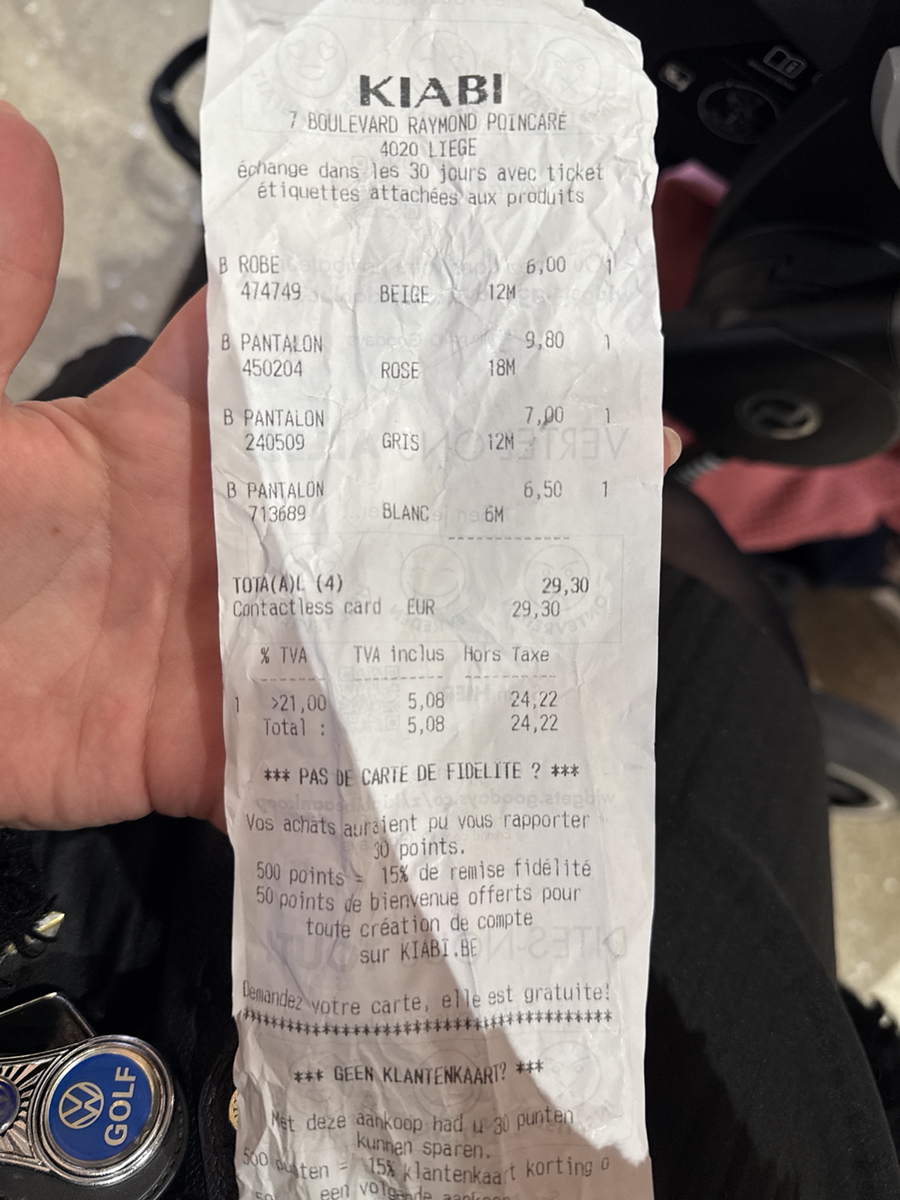 KIABI
7 BOULEVARD RAYMOND POINCARE
4020 LIEGE
échange dans les 30 jours avec ticket
étiquettes attachées aux produits
B ROBE 6,00 1
474749 BEIGE 12M
B PANTALON 9,80 1
450204 ROSE 18M
B PANTALON 7,00 1
240509 GRIS 12M
B PANTALON 6,50 1
713689 BLANC 6M
TOTA(A)L (4) 29,30
Contactless card EUR 29,30
% TVA TVA inclus Hors Taxe
1 >21,00 5,08 24,22
Total : 5,08 24,22
*** PAS DE CARTE DE FIDELITE ? ***
Vos achats auraient pu vous rapporter
30 points.
500 points = 15% de remise fidélité
50 points de bienvenue offerts pour
toute création de compte
sur KIABI.BE
Demandez votre carte, elle est gratuite!
*** GEEN KLANTENKAART? ***
Met deze aankoop had u 30 punten
kunnen sparen.
500 punten = 15% klantenkaart korting o
een volgende
GOLF